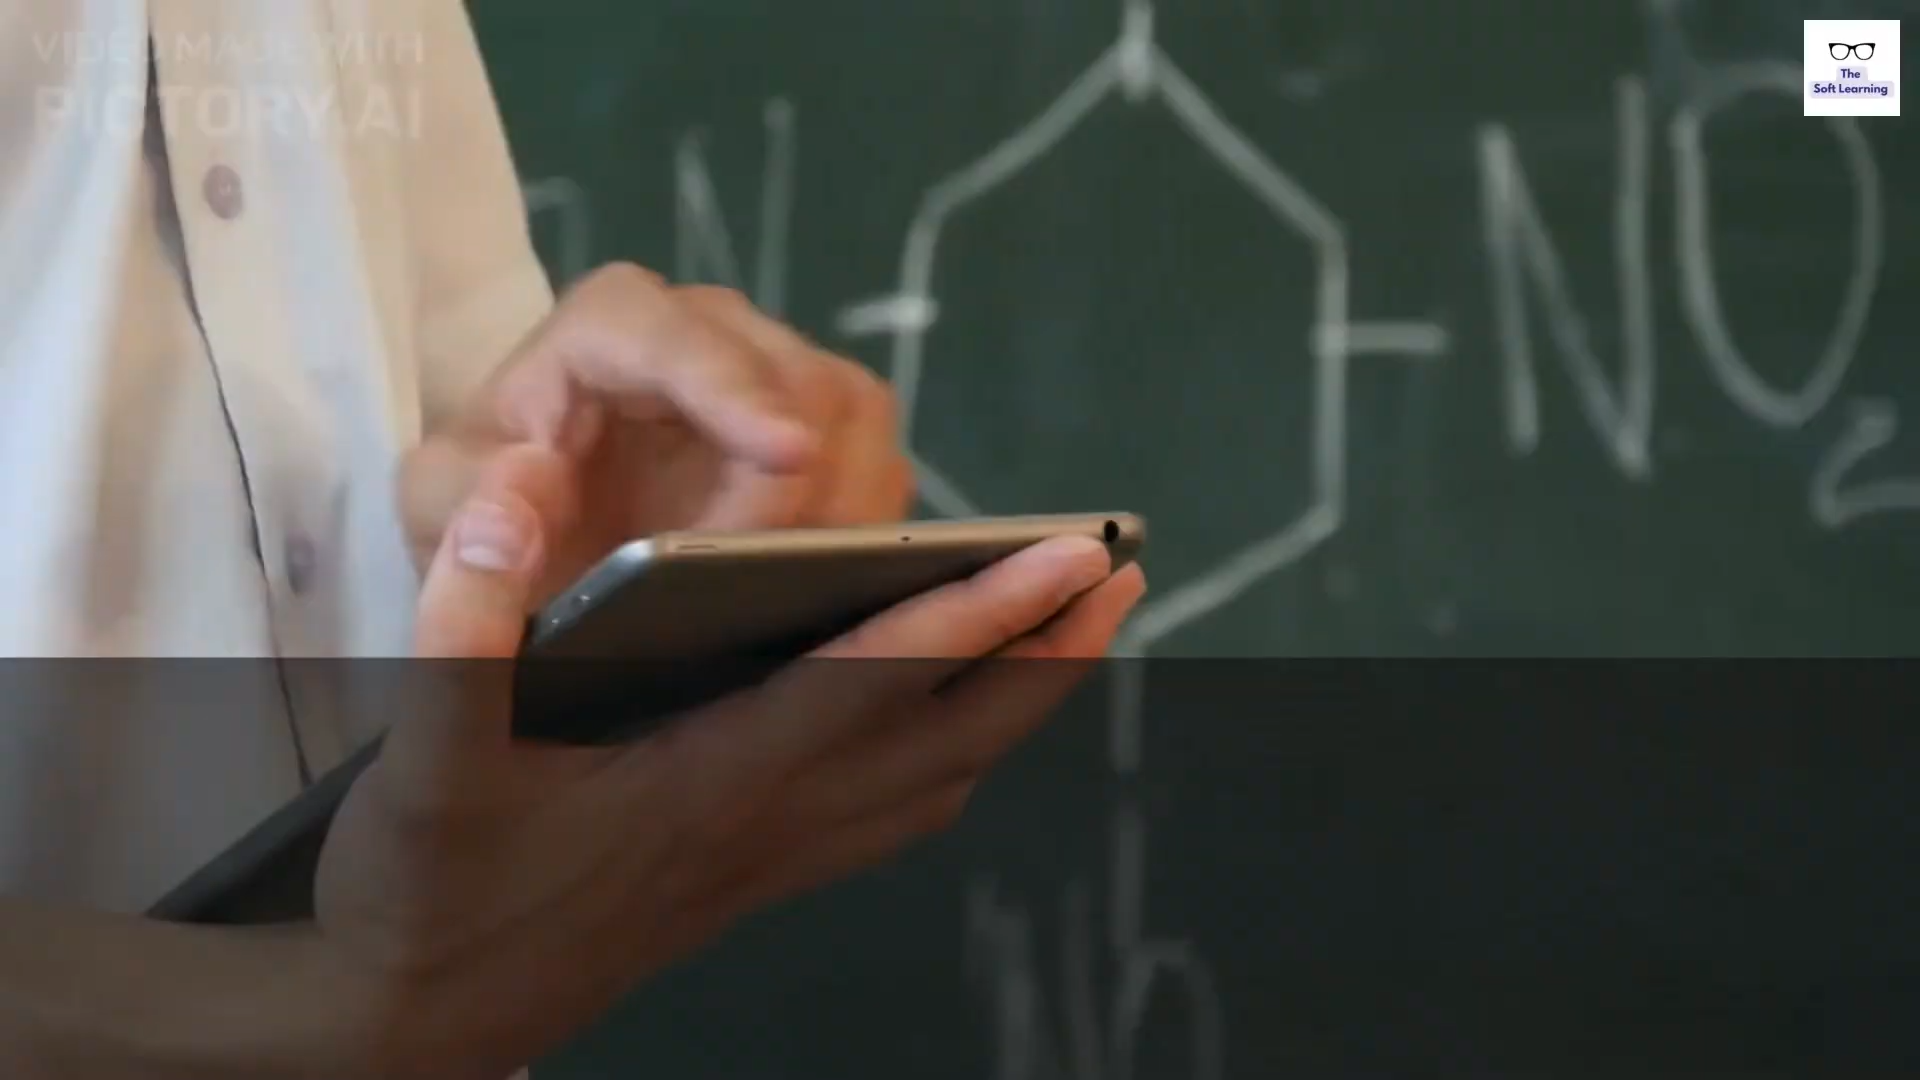 VIDEO MADE WITH
PICTORY.AI
The
Soft Learning
N
NO2